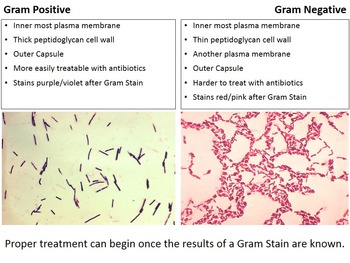 Gram Positive
Gram Negative
• Inner most plasma membrane
• Thick peptidoglycan cell wall
• Outer Capsule
• More easily treatable with antibiotics
• Stains purple/violet after Gram Stain
• Inner most plasma membrane
• Thin peptidoglycan cell wall
• Another plasma membrane
• Outer Capsule
• Harder to treat with antibiotics
• Stains red/pink after Gram Stain
Proper treatment can begin once the results of a Gram Stain are known.